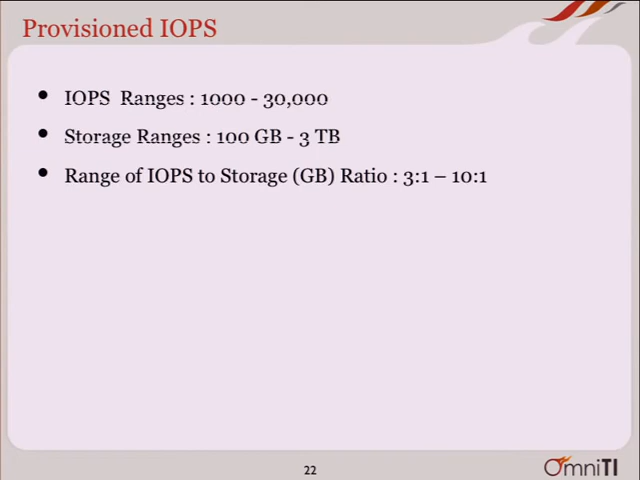 Provisioned IOPS
• IOPS Ranges : 1000 - 30,000
• Storage Ranges : 100 GB - 3 TB
• Range of IOPS to Storage (GB) Ratio : 3:1 – 10:1
22
OmniTI